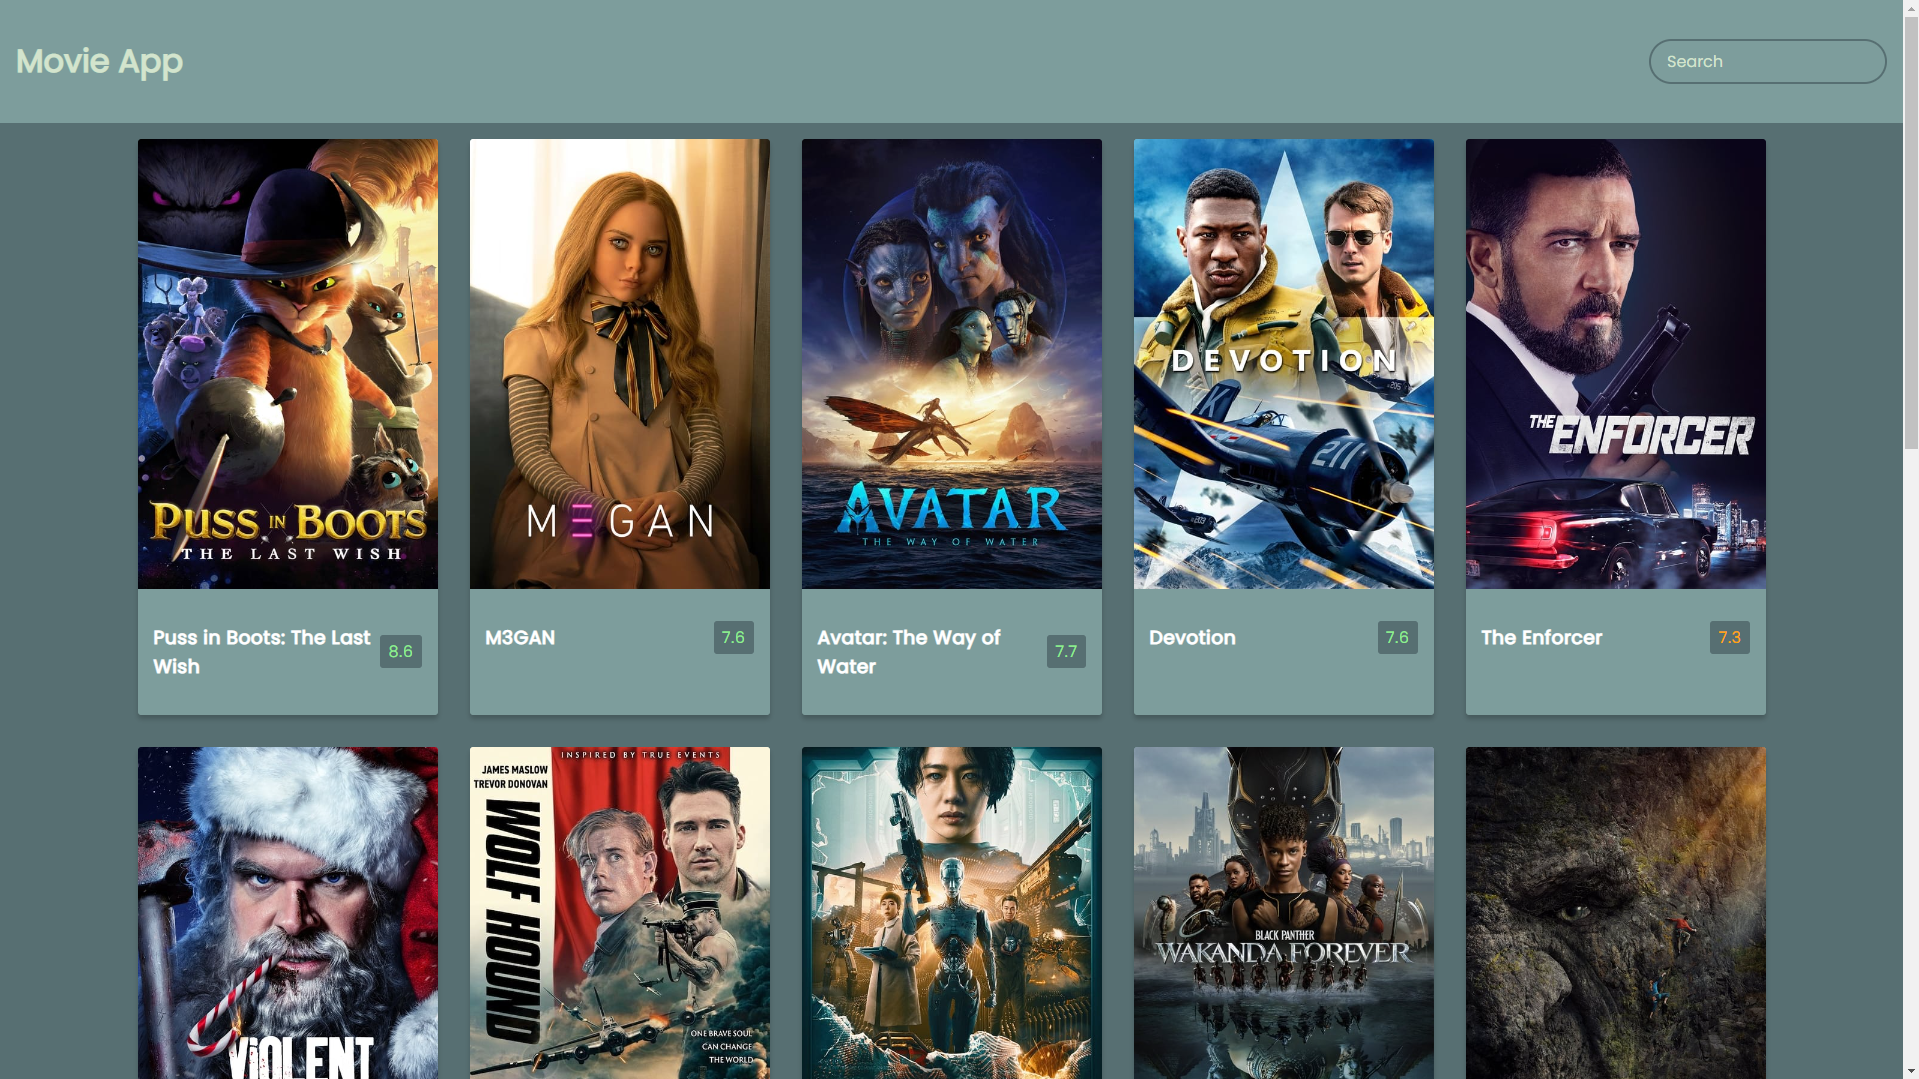 Movie App
Search
PUSS IN BOOTS
THE LAST WISH
M3GAN
AVATAR
THE WAY OF WATER
DEVOTION
K
211
205
213
THE ENFORCER
Puss in Boots: The Last
Wish
8.6
M3GAN
7.6
Avatar: The Way of
Water
7.7
Devotion
7.6
The Enforcer
7.3
VIOLENT
INSPIRED BY TRUE EVENTS
JAMES MASLOW
TREVOR DONOVAN
WOLF HOUND
ONE BRAVE SOUL
CAN CHANGE
THE WORLD
BLACK PANTHER
WAKANDA FOREVER